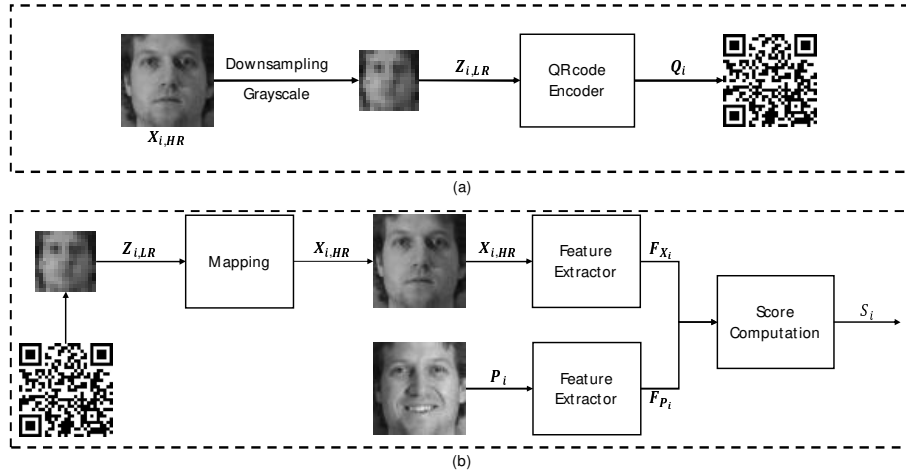 Downsampling
Grayscale
X_{i,HR}
Z_{i,LR}
QRcode
Encoder
Q_i
(a)
Z_{i,LR}
Mapping
X_{i,HR}
X_{i,HR}
Feature
Extractor
F_{X_i}
Score
Computation
S_i
P_i
Feature
Extractor
F_{P_i}
(b)